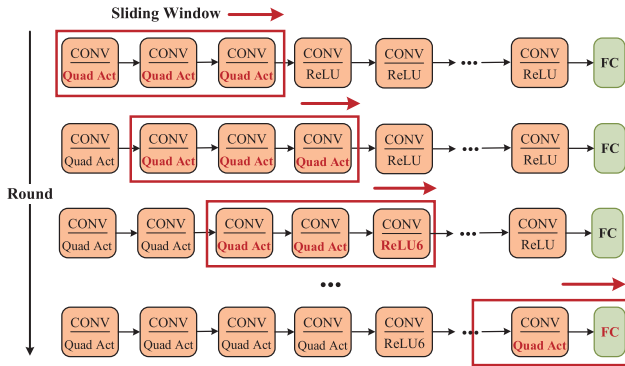 Sliding Window
CONV CONV CONV CONV CONV ... CONV FC
Quad Act Quad Act Quad Act ReLU ReLU ReLU
CONV CONV CONV CONV CONV ... CONV FC
Quad Act Quad Act Quad Act Quad Act ReLU ReLU
Round
CONV CONV CONV CONV CONV ... CONV FC
Quad Act Quad Act Quad Act Quad Act ReLU6 ReLU
...
CONV CONV CONV CONV CONV ... CONV FC
Quad Act Quad Act Quad Act Quad Act ReLU6 Quad Act